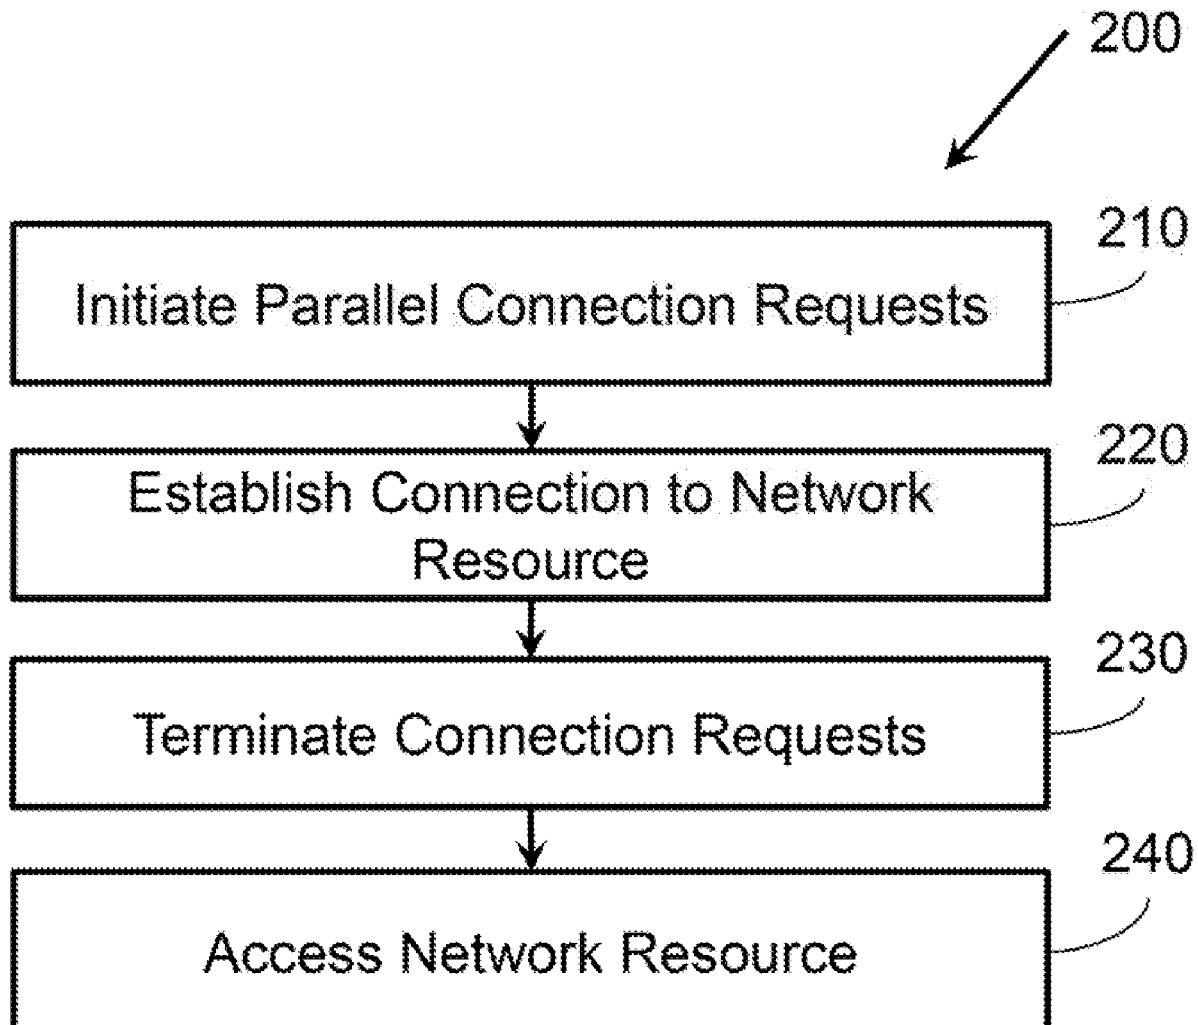 200
210
Initiate Parallel Connection Requests
220
Establish Connection to Network
Resource
230
Terminate Connection Requests
240
Access Network Resource